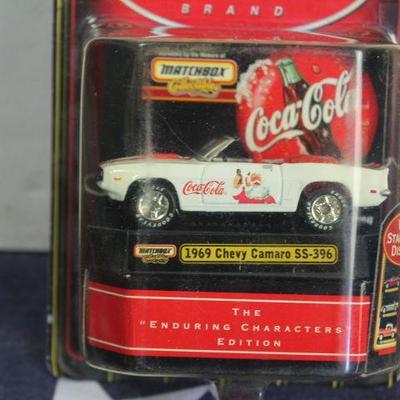 BRAND
MATCHBOX
Collectibles
Coca-Cola
Coca-Cola
MATCHBOX
1969 Chevy Camaro SS-396
THE
"ENDURING CHARACTERS
EDITION